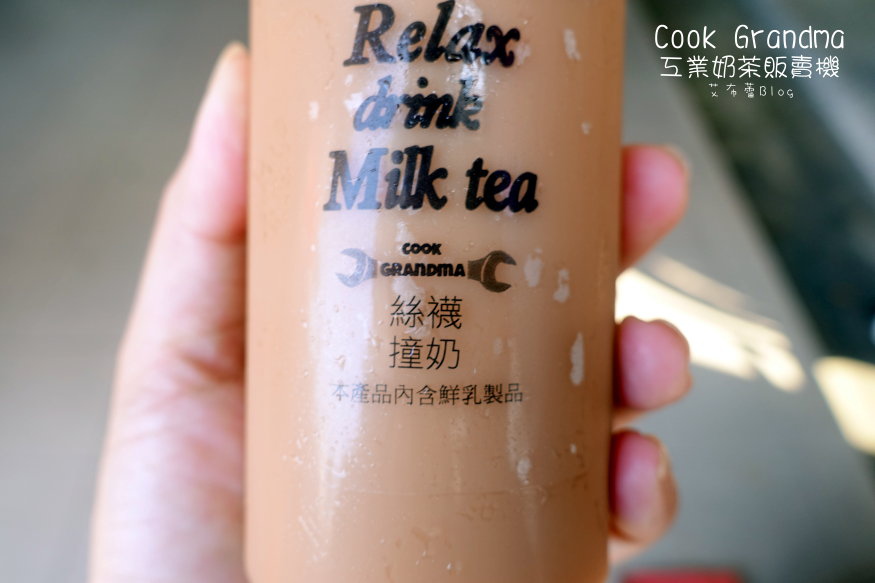 Relax
drink
Milk tea
COOK
GRANDMA
絲襪
撞奶
本產品內含鮮乳製品
Cook Grandma
互業奶茶販賣機
艾布蕾Blog